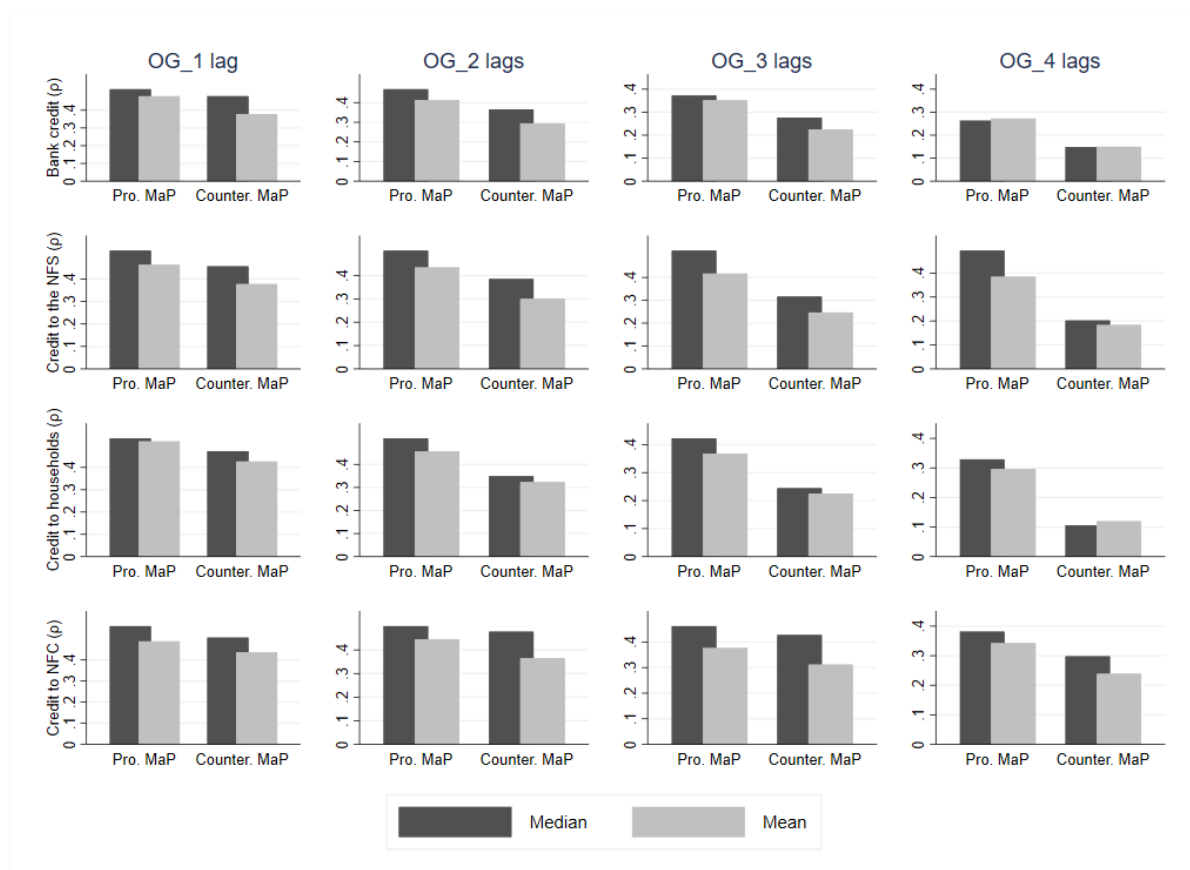 OG_1 lag OG_2 lags OG_3 lags OG_4 lags
Bank credit (ρ)
0 .1 .2 .3 .4
0 .1 .2 .3 .4
0 .1 .2 .3 .4
0 .1 .2 .3 .4
Pro. MaP Counter. MaP Pro. MaP Counter. MaP Pro. MaP Counter. MaP Pro. MaP Counter. MaP
Credit to the NFS (ρ)
0 .1 .2 .3 .4
0 .1 .2 .3 .4
0 .1 .2 .3 .4
0 .1 .2 .3 .4
Pro. MaP Counter. MaP Pro. MaP Counter. MaP Pro. MaP Counter. MaP Pro. MaP Counter. MaP
Credit to households (ρ)
0 .1 .2 .3 .4
0 .1 .2 .3 .4
0 .1 .2 .3 .4
0 .1 .2 .3 .4
Pro. MaP Counter. MaP Pro. MaP Counter. MaP Pro. MaP Counter. MaP Pro. MaP Counter. MaP
Credit to NFC (ρ)
0 .1 .2 .3 .4
0 .1 .2 .3 .4
0 .1 .2 .3 .4
0 .1 .2 .3 .4
Pro. MaP Counter. MaP Pro. MaP Counter. MaP Pro. MaP Counter. MaP Pro. MaP Counter. MaP
Median Mean